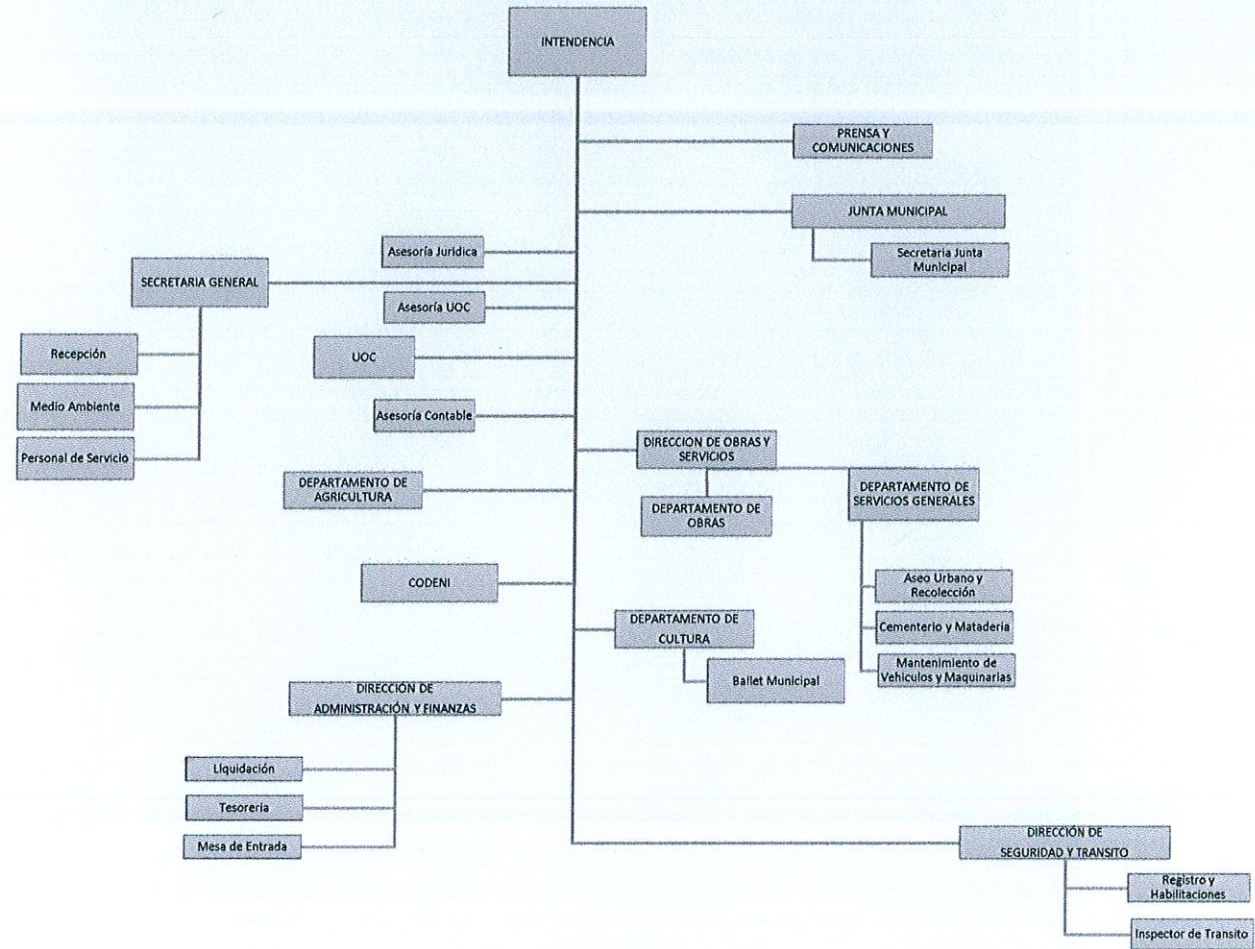 INTENDENCIA
PRENSA Y
COMUNICACIONES
JUNTA MUNICIPAL
Secretaria Junta
Municipal
Asesoría Juridica
SECRETARIA GENERAL
Asesoría UOC
Recepción
UOC
Medio Ambiente
Asesoría Contable
Personal de Servicio
DIRECCION DE OBRAS Y
SERVICIOS
DEPARTAMENTO DE
AGRICULTURA
DEPARTAMENTO DE
OBRAS
DEPARTAMENTO DE
SERVICIOS GENERALES
CODENI
Aseo Urbano y
Recolección
Cementerio y Mataderia
Mantenimiento de
Vehiculos y Maquinarias
DEPARTAMENTO DE
CULTURA
Ballet Municipal
DIRECCIÓN DE
ADMINISTRACIÓN Y FINANZAS
Liquidación
Tesoreria
Mesa de Entrada
DIRECCIÓN DE
SEGURIDAD Y TRANSITO
Registro y
Habilitaciones
Inspector de Transito